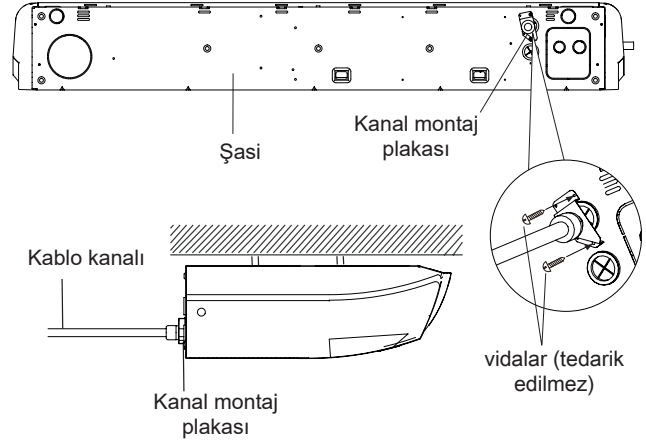 Kanal montaj
plakası
Şasi
Kablo kanalı
vidalar (tedarik
edilmez)
Kanal montaj
plakası